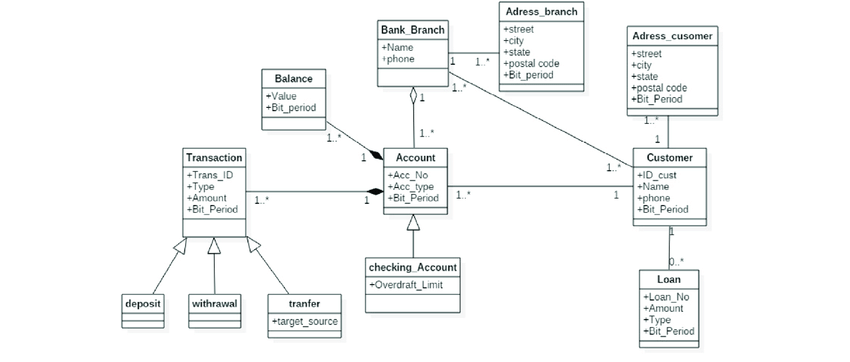 Adress_branch
+street
+city
+state
+postal code
+Bit_period
Bank_Branch
+Name
+phone
1
1..*
1
1..*
Adress_cusomer
+street
+city
+state
+postal code
+Bit_Period
1..*
1
Balance
+Value
+Bit_period
1..*
1
1..*
1..*
Transaction
+Trans_ID
+Type
+Amount
+Bit_Period
1..*
1
Account
+Acc_No
+Acc_type
+Bit_Period
1..*
1
Customer
+ID_cust
+Name
+phone
+Bit_Period
1
0..*
checking_Account
+Overdraft_Limit
deposit
withrawal
tranfer
+target_source
Loan
+Loan_No
+Amount
+Type
+Bit_Period